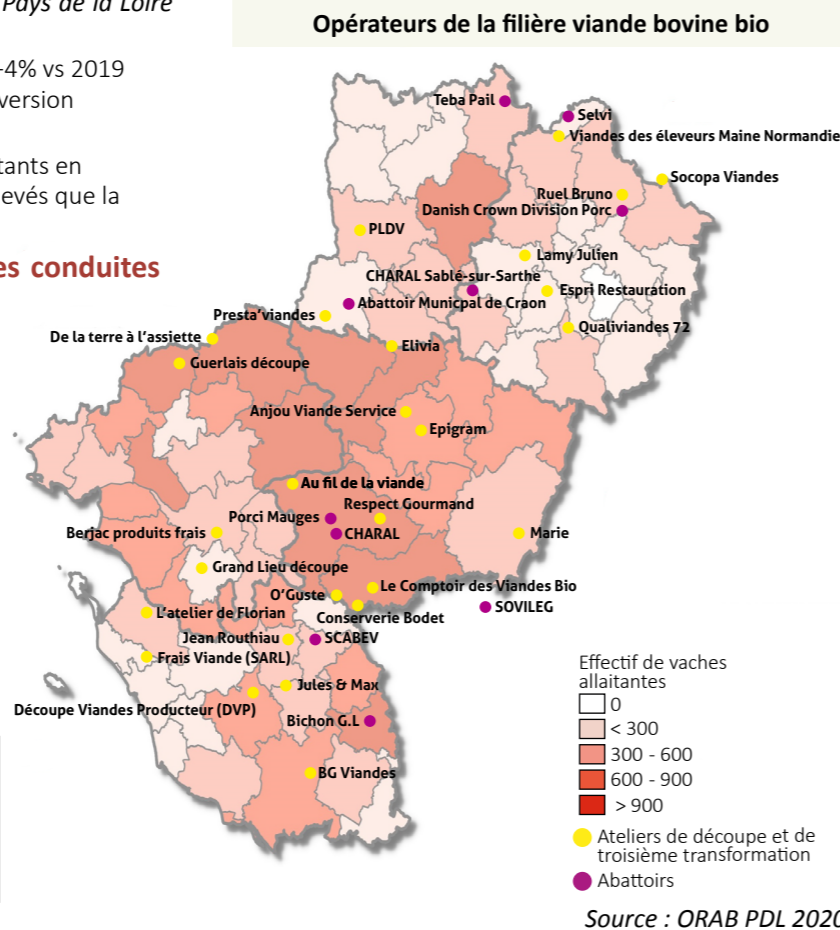 Pays de la Loire
-4% vs 2019
version
tants en
evés que la
es conduites
Opérateurs de la filière viande bovine bio
Teba Pail
Selvi
Viandes des éleveurs Maine Normandie
Socopa Viandes
Ruel Bruno
Danish Crown Division Porc
PLDV
Lamy Julien
CHARAL Sablé-sur-Sarthe
Espri Restauration
Abattoir Municpal de Craon
Presta'viandes
Qualiviandes 72
De la terre à l'assiette
Elivia
Guerlais découpe
Anjou Viande Service
Epigram
Au fil de la viande
Respect Gourmand
Porci Mauges
CHARAL
Berjac produits frais
Marie
Grand Lieu découpe
Le Comptoir des Viandes Bio
O'Guste
SOVILEG
L'atelier de Florian
Conserverie Bodet
Jean Routhiau
SCABEV
Frais Viande (SARL)
Jules & Max
Découpe Viandes Producteur (DVP)
Bichon G.L
BG Viandes
Effectif de vaches
allaitantes
0
< 300
300 - 600
600 - 900
> 900
Ateliers de découpe et de
troisième transformation
Abattoirs
Source : ORAB PDL 2020